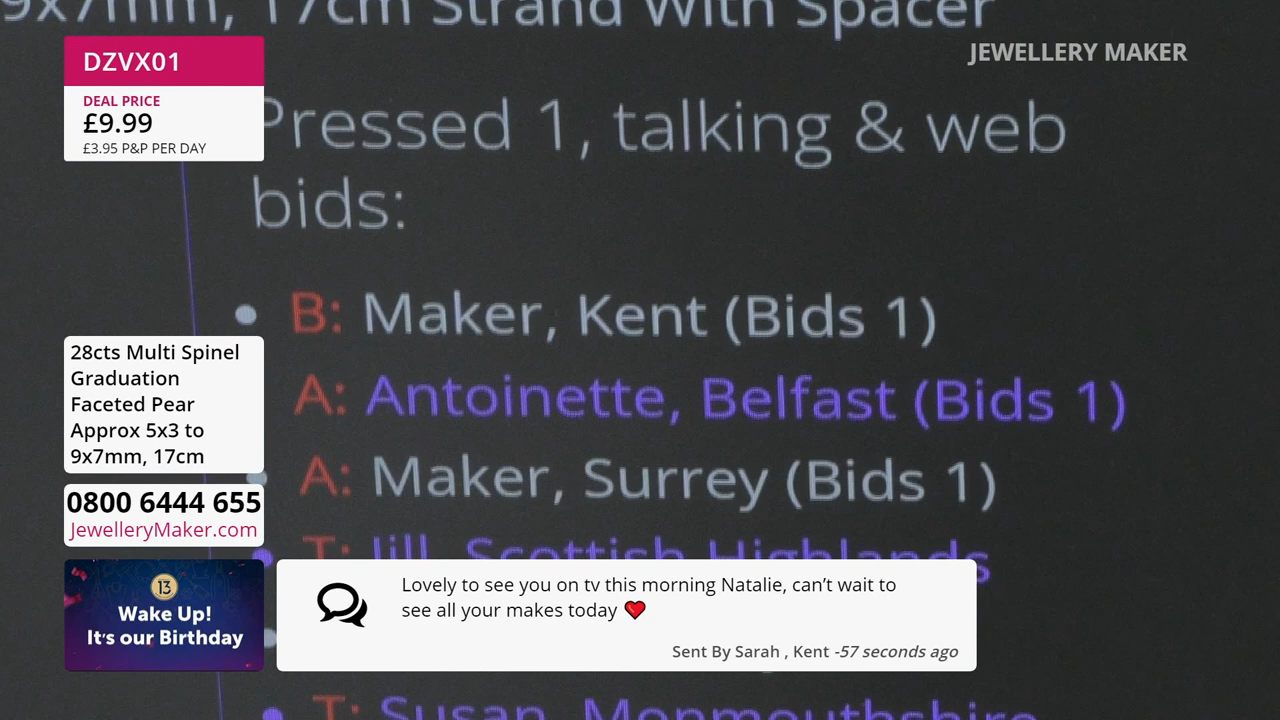 9x7mm, 17cm Strand With Spacer
JEWELLERY MAKER
DZVX01
DEAL PRICE
£9.99
£3.95 P&P PER DAY
Pressed 1, talking & web
bids:
B: Maker, Kent (Bids 1)
A: Antoinette, Belfast (Bids 1)
A: Maker, Surrey (Bids 1)
T: Jill, Scottish Highlands
T: Susan, Monmouthshire
28cts Multi Spinel
Graduation
Faceted Pear
Approx 5x3 to
9x7mm, 17cm
0800 6444 655
JewelleryMaker.com
13
Wake Up!
It's our Birthday
Lovely to see you on tv this morning Natalie, can't wait to
see all your makes today ❤️
Sent By Sarah , Kent -57 seconds ago